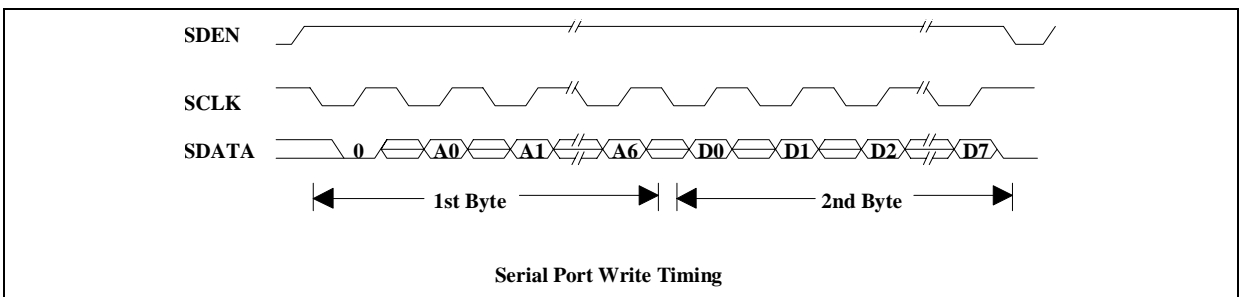 SDEN
SCLK
SDATA 0 A0 A1 A6 D0 D1 D2 D7
1st Byte 2nd Byte
Serial Port Write Timing